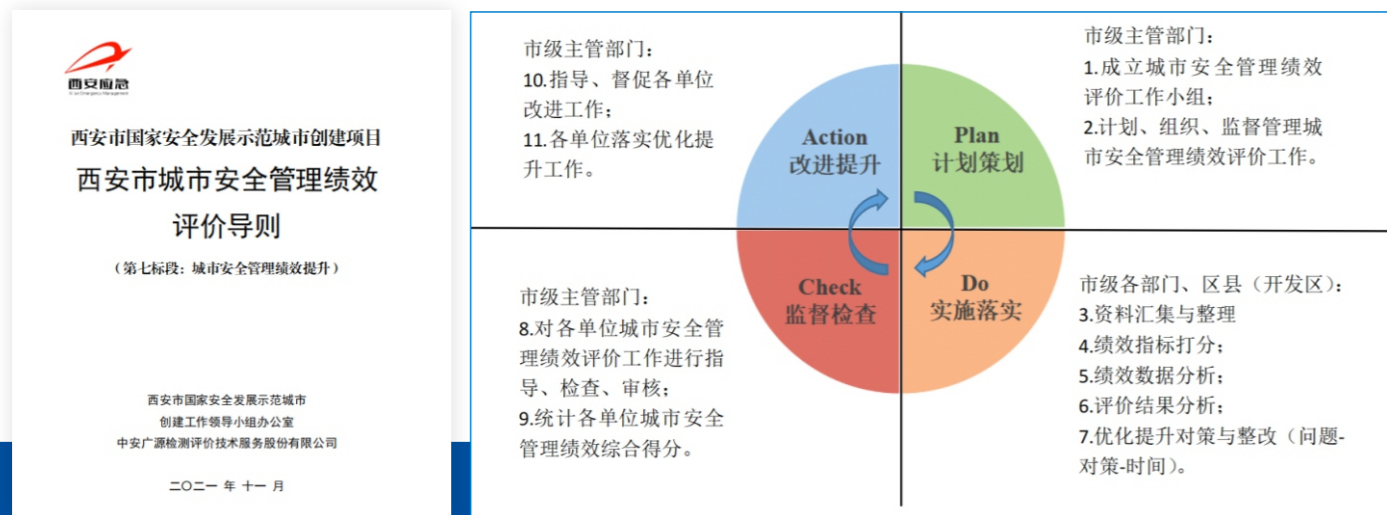 西安应急
Xi'an Emergency Management
西安市国家安全发展示范城市创建项目
西安市城市安全管理绩效
评价导则
（第七标段：城市安全管理绩效提升）
西安市国家安全发展示范城市
创建工作领导小组办公室
中安广源检测评价技术服务股份有限公司
二〇二一 年 十一 月
市级主管部门：
10.指导、督促各单位
改进工作；
11.各单位落实优化提
升工作。
Action
改进提升
Plan
计划策划
市级主管部门：
1.成立城市安全管理绩效
评价工作小组；
2.计划、组织、监督管理城
市安全管理绩效评价工作。
市级主管部门：
8.对各单位城市安全管
理绩效评价工作进行指
导、检查、审核；
9.统计各单位城市安全
管理绩效综合得分。
Check
监督检查
Do
实施落实
市级各部门、区县（开发区）：
3.资料汇集与整理
4.绩效指标打分；
5.绩效数据分析；
6.评价结果分析；
7.优化提升对策与整改（问题-
对策-时间）。